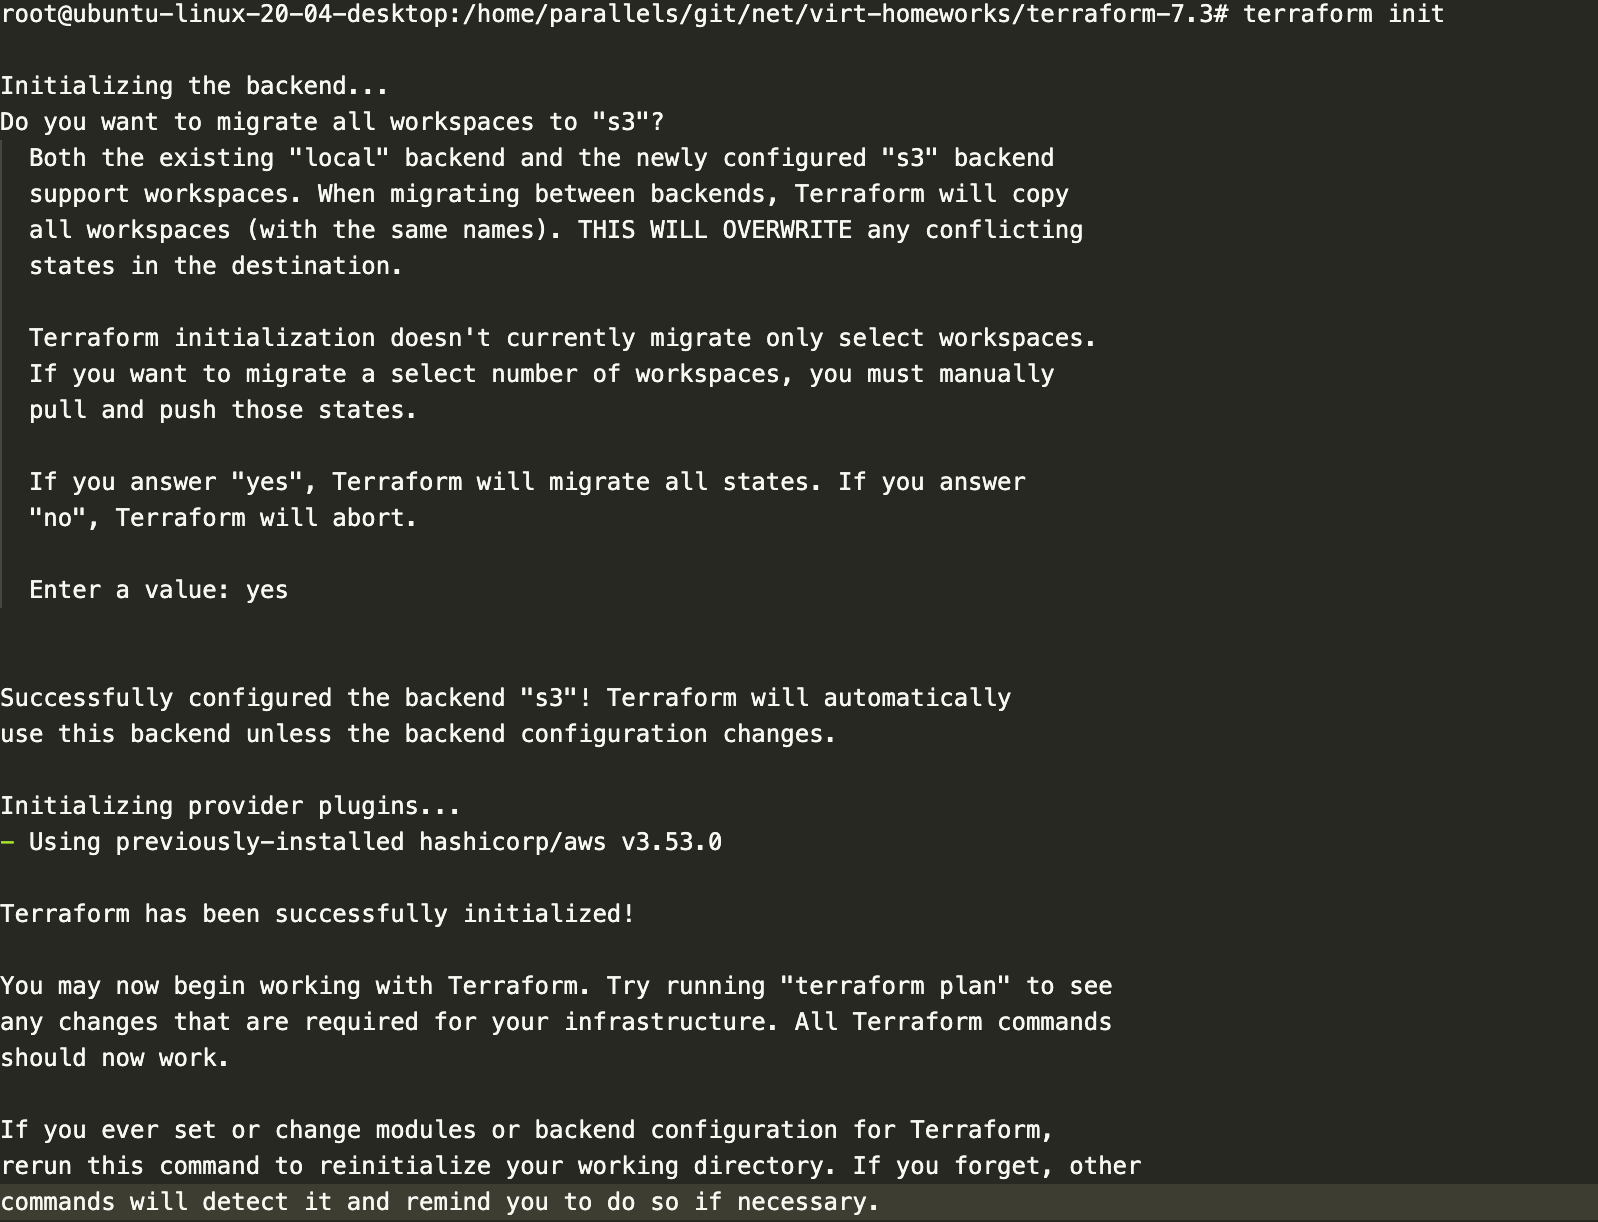 root@ubuntu-linux-20-04-desktop:/home/parallels/git/net/virt-homeworks/terraform-7.3# terraform init
Initializing the backend...
Do you want to migrate all workspaces to "s3"?
Both the existing "local" backend and the newly configured "s3" backend
support workspaces. When migrating between backends, Terraform will copy
all workspaces (with the same names). THIS WILL OVERWRITE any conflicting
states in the destination.
Terraform initialization doesn't currently migrate only select workspaces.
If you want to migrate a select number of workspaces, you must manually
pull and push those states.
If you answer "yes", Terraform will migrate all states. If you answer
"no", Terraform will abort.
Enter a value: yes
Successfully configured the backend "s3"! Terraform will automatically
use this backend unless the backend configuration changes.
Initializing provider plugins...
- Using previously-installed hashicorp/aws v3.53.0
Terraform has been successfully initialized!
You may now begin working with Terraform. Try running "terraform plan" to see
any changes that are required for your infrastructure. All Terraform commands
should now work.
If you ever set or change modules or backend configuration for Terraform,
rerun this command to reinitialize your working directory. If you forget, other
commands will detect it and remind you to do so if necessary.